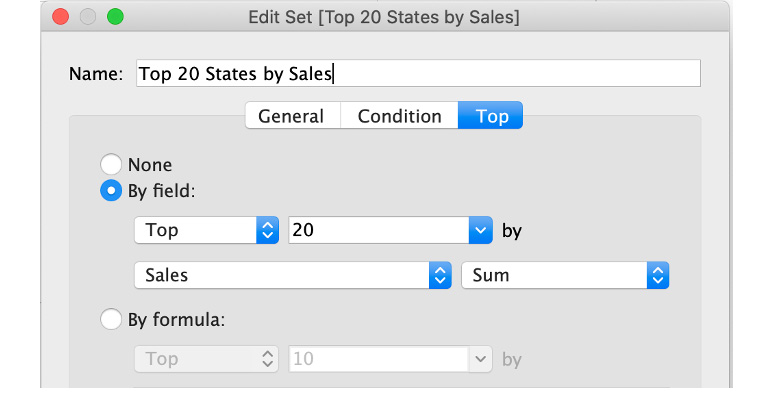 Edit Set [Top 20 States by Sales]
Name: Top 20 States by Sales
General Condition Top
None
By field:
Top 20 by
Sales Sum
By formula:
Top 10 by